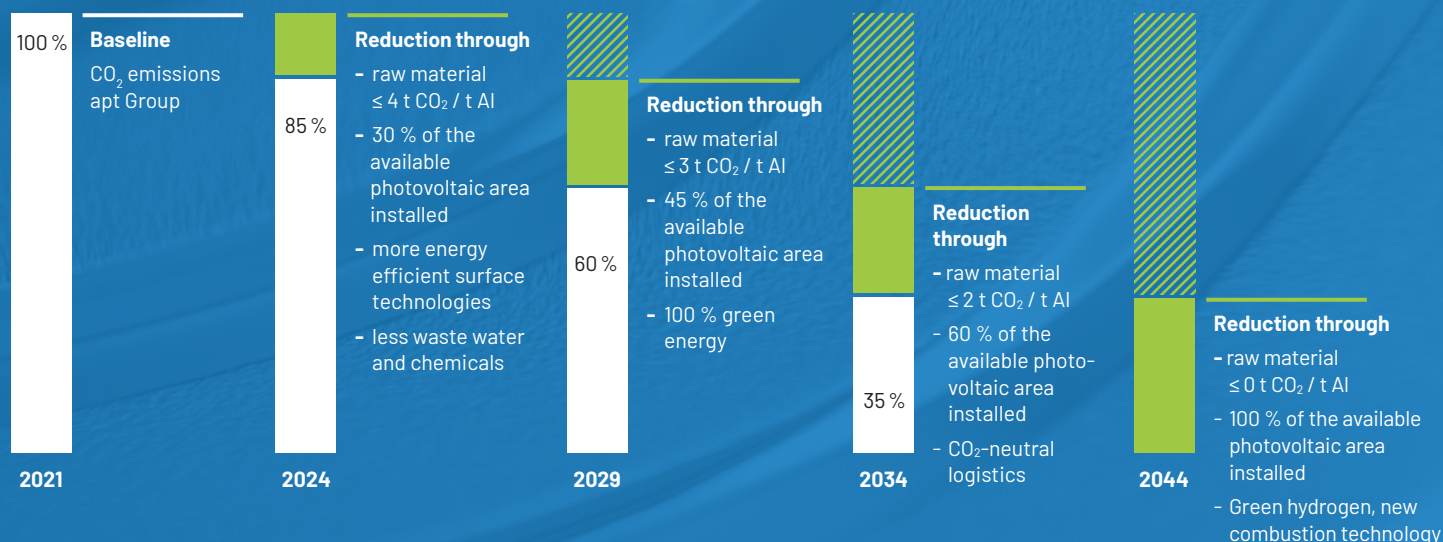 100 %
Baseline
CO₂ emissions
apt Group
2021
85 %
Reduction through
- raw material
≤ 4 t CO₂ / t Al
- 30 % of the
available
photovoltaic area
installed
- more energy
efficient surface
technologies
- less waste water
and chemicals
2024
60 %
Reduction through
- raw material
≤ 3 t CO₂ / t Al
- 45 % of the
available
photovoltaic area
installed
- 100 % green
energy
2029
35 %
Reduction
through
- raw material
≤ 2 t CO₂ / t Al
- 60 % of the
available photo-
voltaic area
installed
- CO₂-neutral
logistics
2034
Reduction through
- raw material
≤ 0 t CO₂ / t Al
- 100 % of the available
photovoltaic area
installed
- Green hydrogen, new
combustion technology
2044